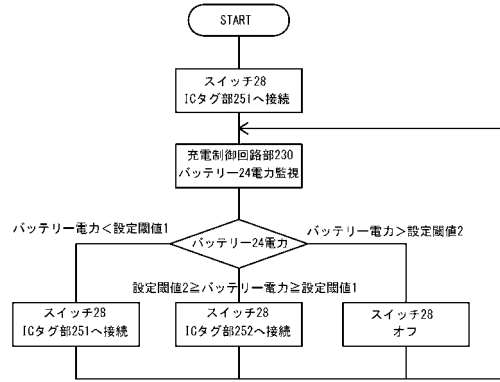 START
スイッチ28
ICタグ部251へ接続
充電制御回路部230
バッテリー24電力監視
バッテリー電力<設定閾値1
バッテリー24電力
バッテリー電力>設定閾値2
設定閾値2≧バッテリー電力≧設定閾値1
スイッチ28
ICタグ部251へ接続
スイッチ28
ICタグ部252へ接続
スイッチ28
オフ